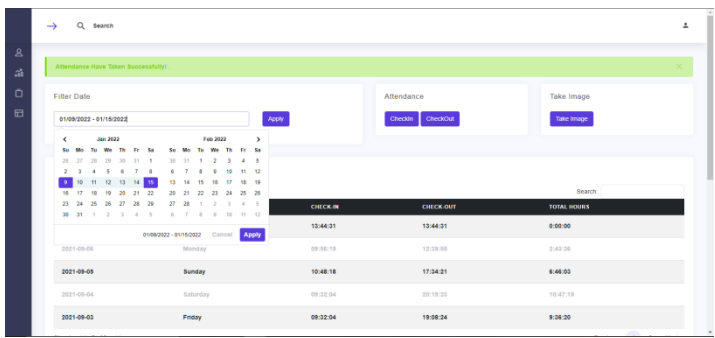 Search
Attendance Have Taken Successfully!
Filter Date
Attendance
Take Image
01/09/2022 - 01/15/2022
Apply
CheckIn CheckOut
Take Image
Jan 2022 Feb 2022
Su Mo Tu We Th Fr Sa Su Mo Tu We Th Fr Sa
26 27 28 29 30 31 1 30 31 1 2 3 4 5
2 3 4 5 6 7 8 6 7 8 9 10 11 12
9 10 11 12 13 14 15 13 14 15 16 17 18 19
16 17 18 19 20 21 22 20 21 22 23 24 25 26
23 24 25 26 27 28 29 27 28 1 2 3 4 5
30 31 1 2 3 4 5 6 7 8 9 10 11 12
01/09/2022 - 01/15/2022 Cancel Apply
Search
CHECK-IN CHECK-OUT TOTAL HOURS
13:44:31 13:44:31 0:00:00
2021-09-06 Monday 12:39:55 2:43:36
2021-09-05 Sunday 10:48:18 17:34:21 6:46:03
2021-09-04 Saturday 09:32:04 20:19:23 10:47:19
2021-09-03 Friday 09:32:04 19:08:24 9:36:20